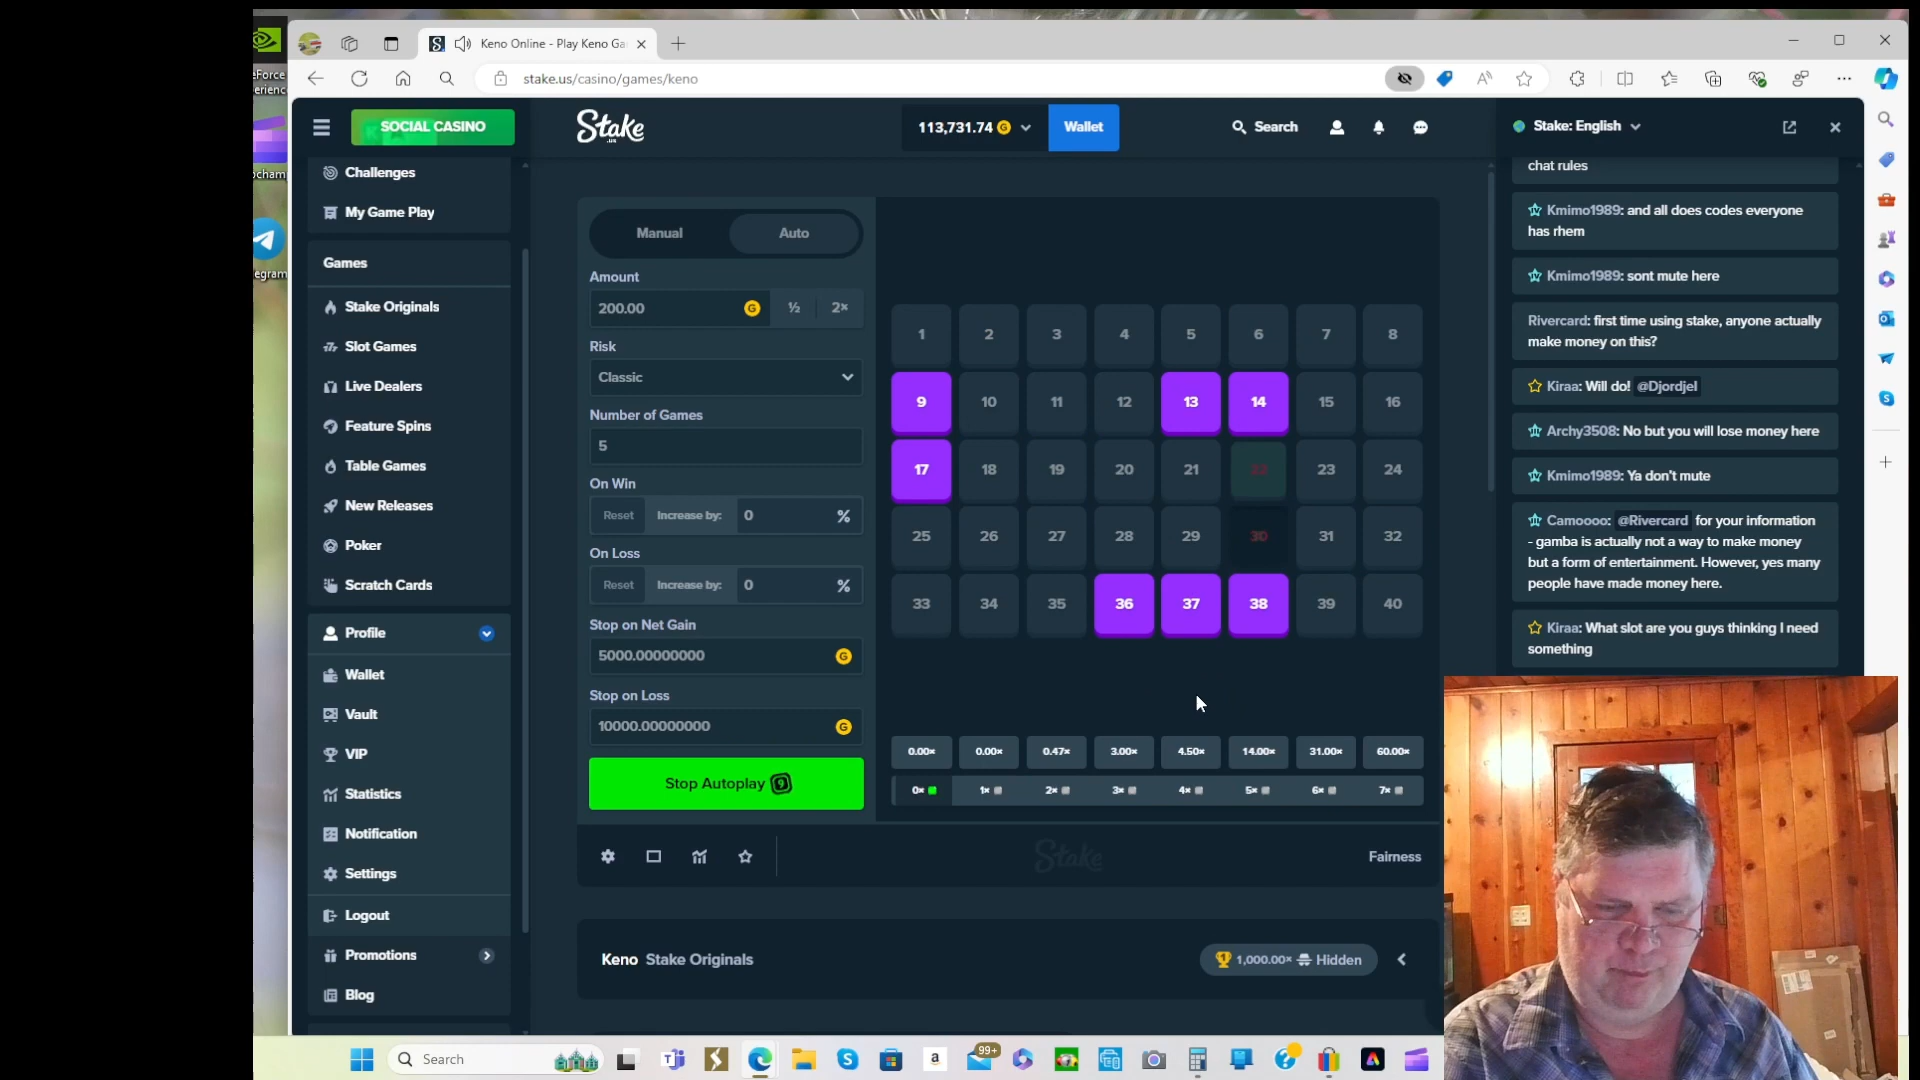 Keno Online - Play Keno Ga
stake.us/casino/games/keno
eForce
erience
ochamp
egram
SOCIAL CASINO
Stake
.US
113,731.74
Wallet
Search
Stake: English
Challenges
My Game Play
Games
Stake Originals
Slot Games
Live Dealers
Feature Spins
Table Games
New Releases
Poker
Scratch Cards
Profile
Wallet
Vault
VIP
Statistics
Notification
Settings
Logout
Promotions
Blog
Manual Auto
Amount
200.00 ½ 2×
Risk
Classic
Number of Games
5
On Win
Reset Increase by: 0 %
On Loss
Reset Increase by: 0 %
Stop on Net Gain
5000.00000000
Stop on Loss
10000.00000000
Stop Autoplay 9
1 2 3 4 5 6 7 8
9 10 11 12 13 14 15 16
17 18 19 20 21 22 23 24
25 26 27 28 29 30 31 32
33 34 35 36 37 38 39 40
0.00× 0.00× 0.47× 3.00× 4.50× 14.00× 31.00× 60.00×
0× 1× 2× 3× 4× 5× 6× 7×
Stake
Fairness
Keno Stake Originals
1,000.00× Hidden
chat rules
Kmimo1989: and all does codes everyone
has rhem
Kmimo1989: sont mute here
Rivercard: first time using stake, anyone actually
make money on this?
Kiraa: Will do! @Djordjel
Archy3508: No but you will lose money here
Kmimo1989: Ya don't mute
Camoooo: @Rivercard for your information
- gamba is actually not a way to make money
but a form of entertainment. However, yes many
people have made money here.
Kiraa: What slot are you guys thinking I need
something
Search
99+